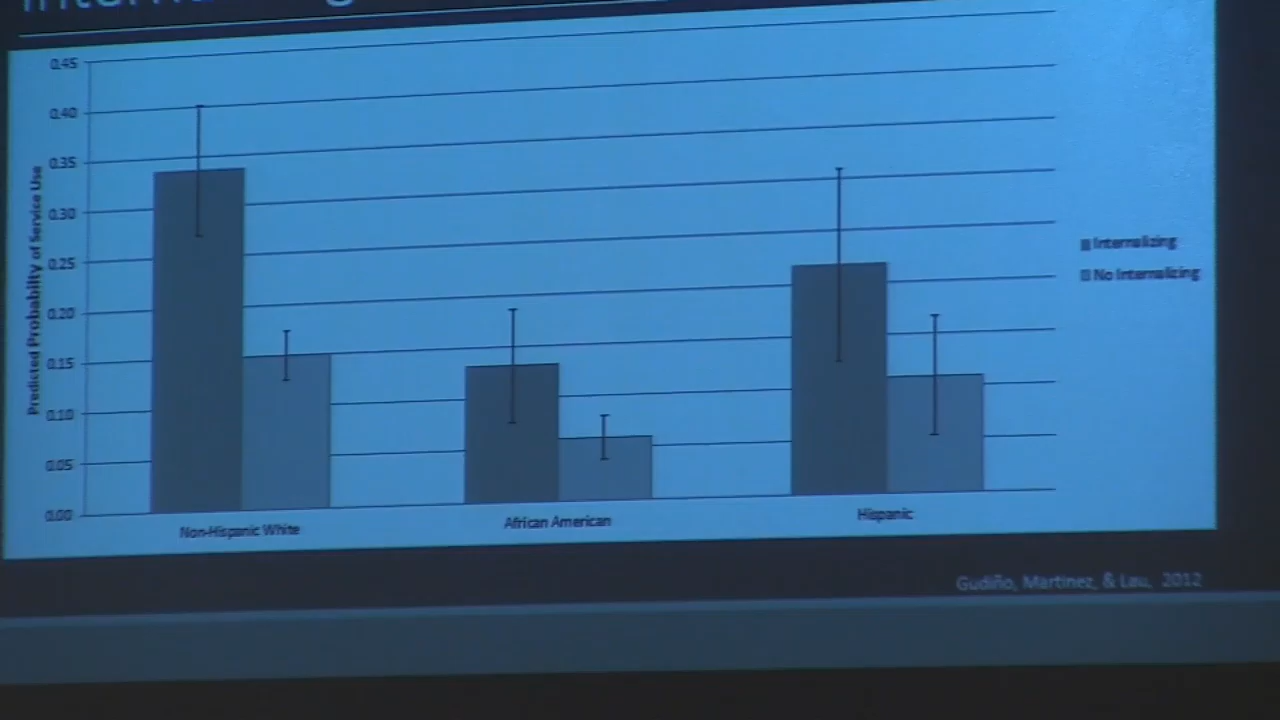 0.45
0.40
0.35
0.30
0.25
0.20
0.15
0.10
0.05
0.00
Predicted Probability of Service Use
Non-Hispanic White
African American
Hispanic
Internalizing
No Internalizing
Gudiño, Martinez, & Lau, 2012